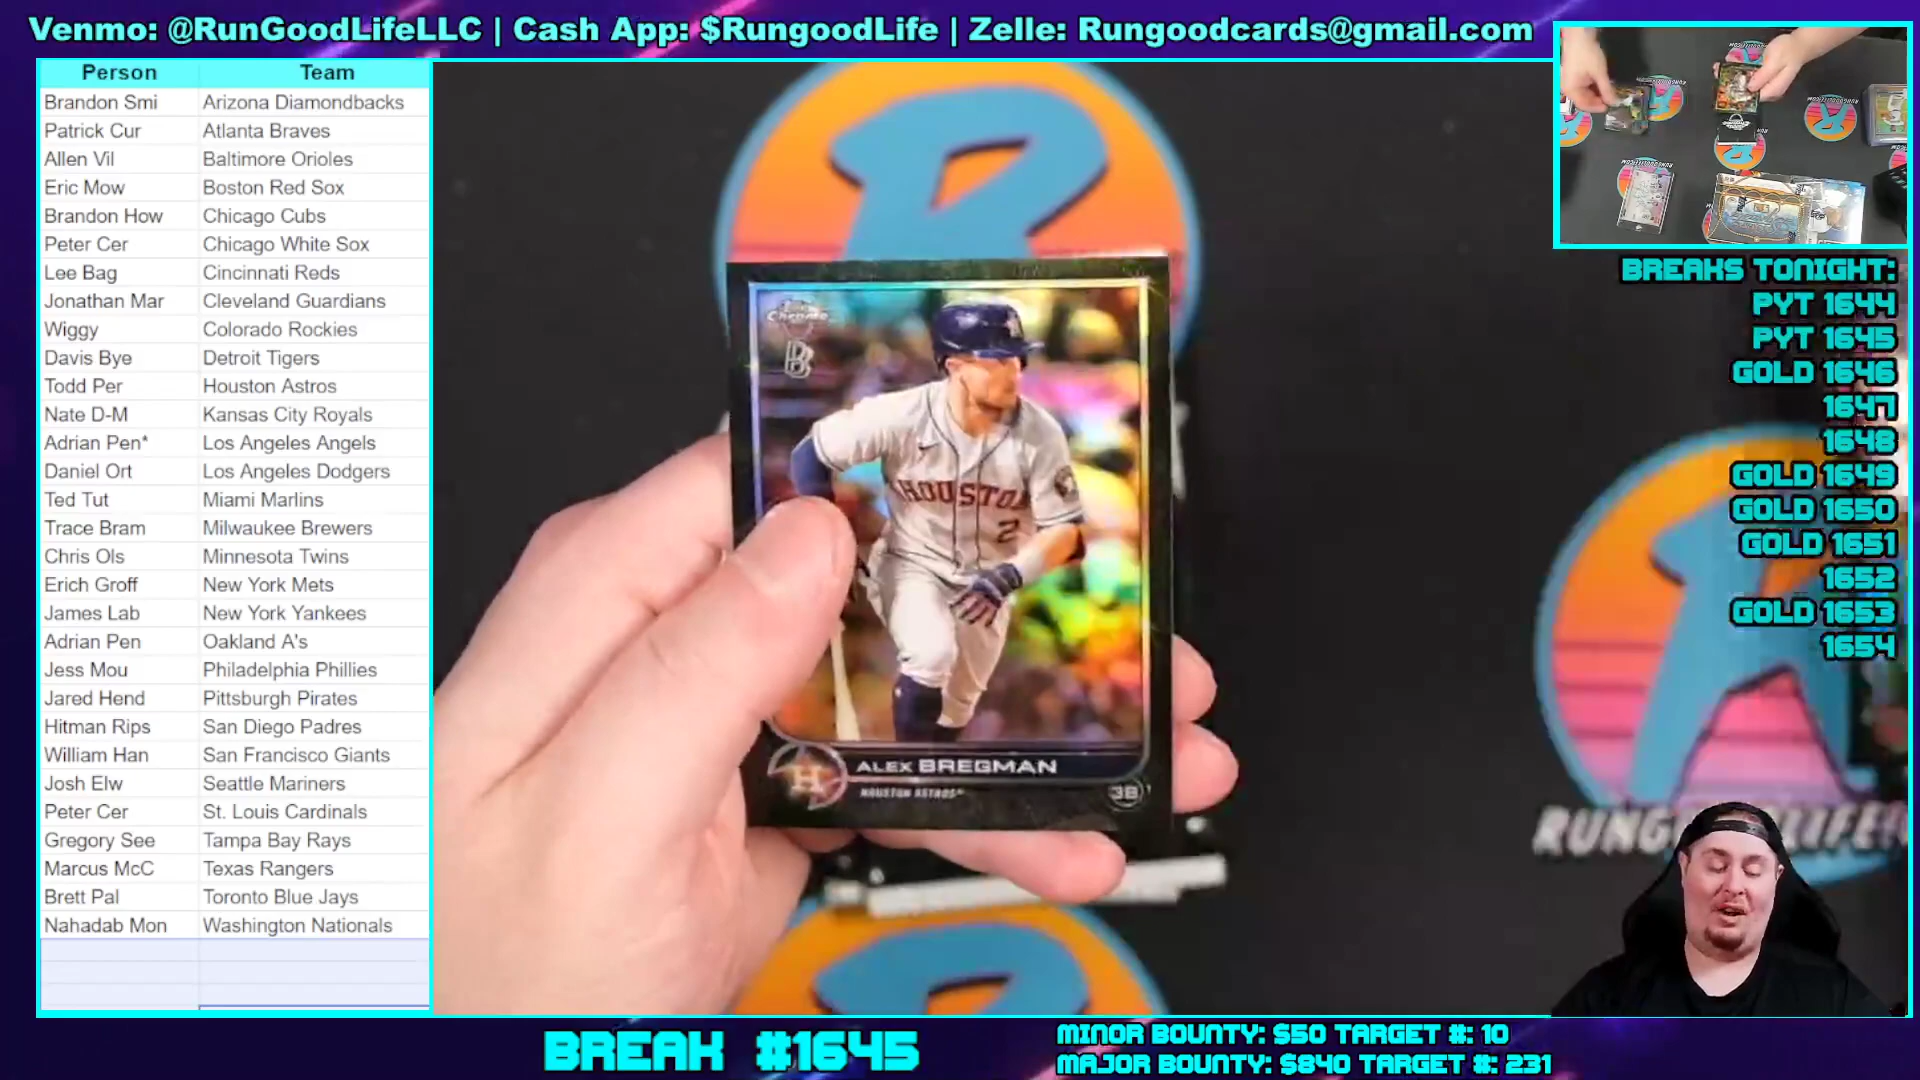 Venmo: @RunGoodLifeLLC | Cash App: $RungoodLife | Zelle: Rungoodcards@gmail.com
Person Team
Brandon Smi Arizona Diamondbacks
Patrick Cur Atlanta Braves
Allen Vil Baltimore Orioles
Eric Mow Boston Red Sox
Brandon How Chicago Cubs
Peter Cer Chicago White Sox
Lee Bag Cincinnati Reds
Jonathan Mar Cleveland Guardians
Wiggy Colorado Rockies
Davis Bye Detroit Tigers
Todd Per Houston Astros
Nate D-M Kansas City Royals
Adrian Pen* Los Angeles Angels
Daniel Ort Los Angeles Dodgers
Ted Tut Miami Marlins
Trace Bram Milwaukee Brewers
Chris Ols Minnesota Twins
Erich Groff New York Mets
James Lab New York Yankees
Adrian Pen Oakland A's
Jess Mou Philadelphia Phillies
Jared Hend Pittsburgh Pirates
Hitman Rips San Diego Padres
William Han San Francisco Giants
Josh Elw Seattle Mariners
Peter Cer St. Louis Cardinals
Gregory See Tampa Bay Rays
Marcus McC Texas Rangers
Brett Pal Toronto Blue Jays
Nahadab Mon Washington Nationals
Chrome
B
HOUSTON
2
H
ALEX BREGMAN
HOUSTON ASTROS
3B
BREAKS TONIGHT:
PYT 1644
PYT 1645
GOLD 1646
1647
1648
GOLD 1649
GOLD 1650
GOLD 1651
1652
GOLD 1653
1654
BREAK #1645
MINOR BOUNTY: $50 TARGET #: 10
MAJOR BOUNTY: $840 TARGET #: 231